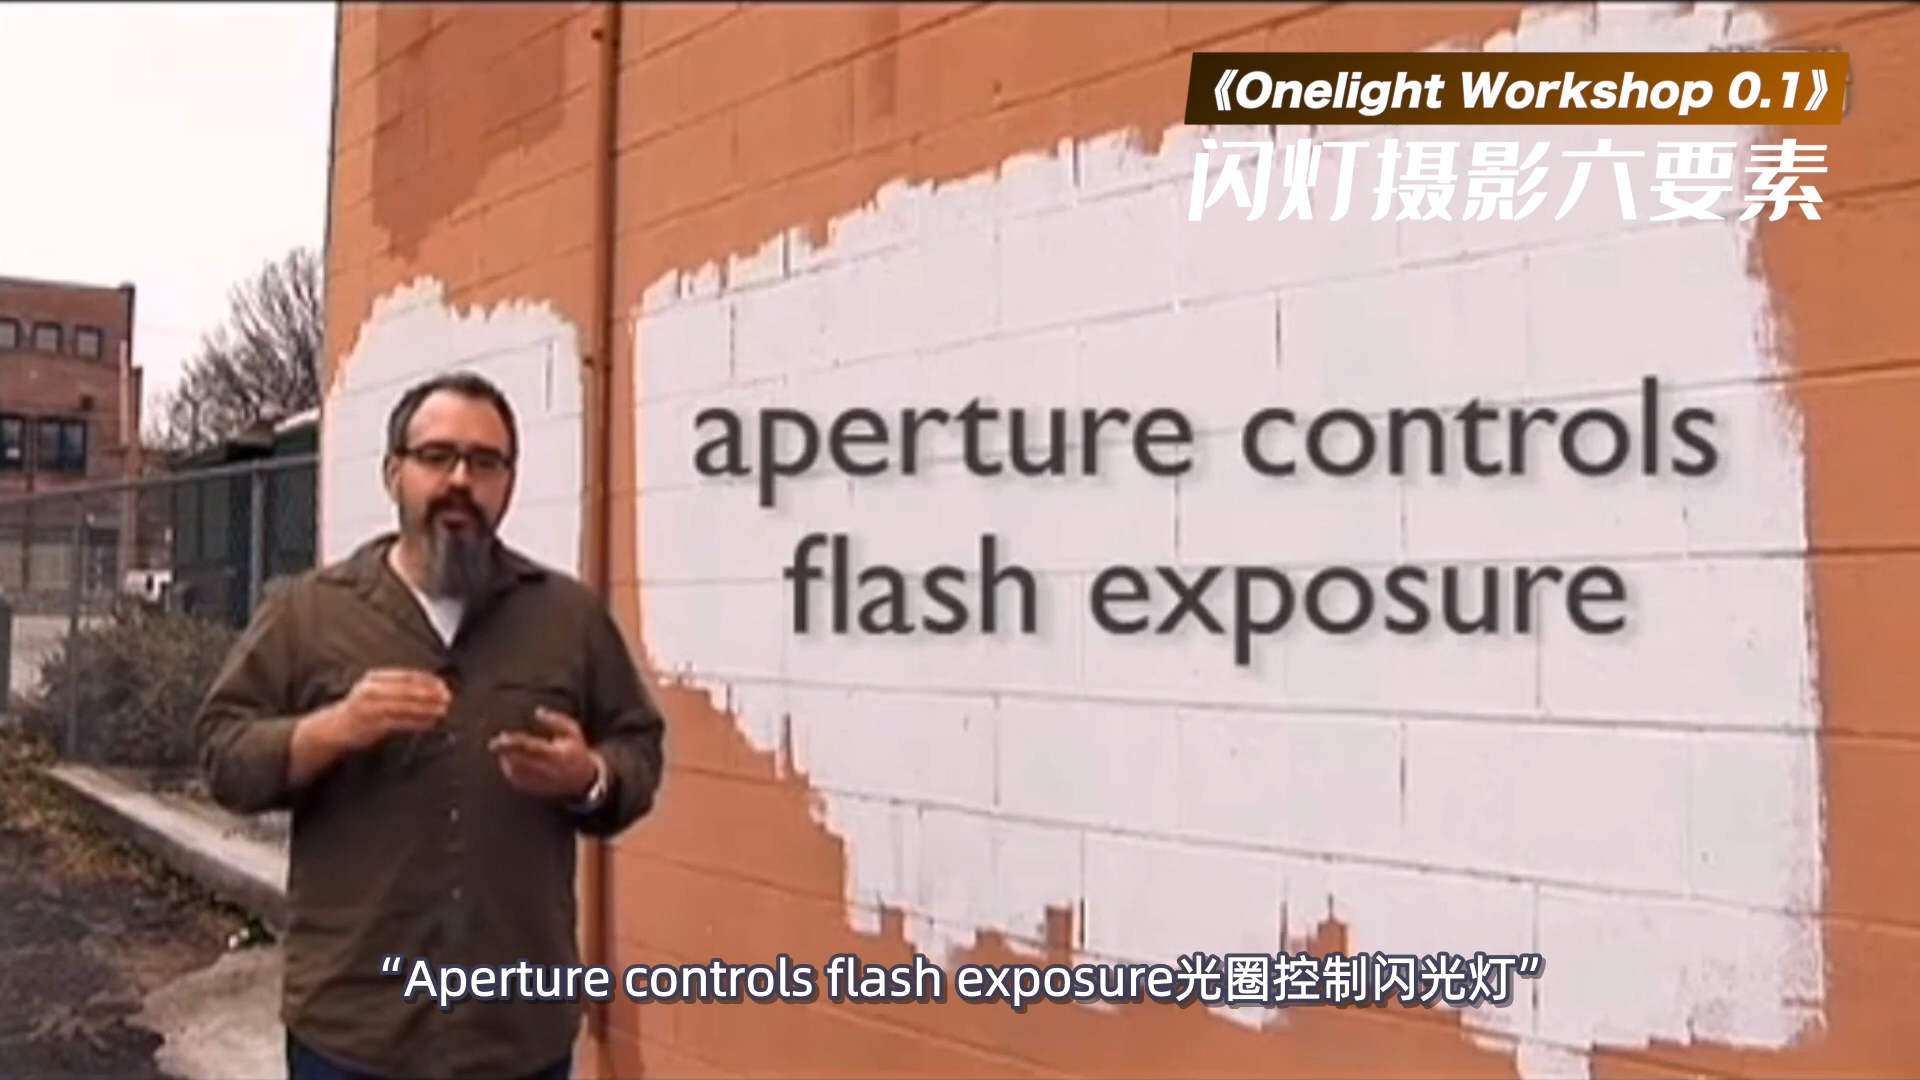 《Onelight Workshop 0.1》
闪灯摄影六要素
aperture controls
flash exposure
“Aperture controls flash exposure光圈控制闪光灯”